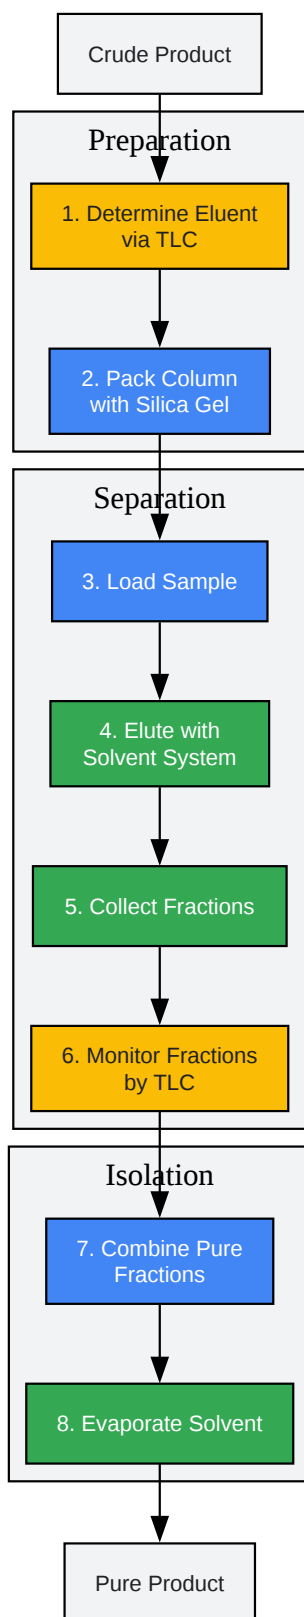 Crude Product
Preparation
1. Determine Eluent
via TLC
2. Pack Column
with Silica Gel
Separation
3. Load Sample
4. Elute with
Solvent System
5. Collect Fractions
6. Monitor Fractions
by TLC
Isolation
7. Combine Pure
Fractions
8. Evaporate Solvent
Pure Product